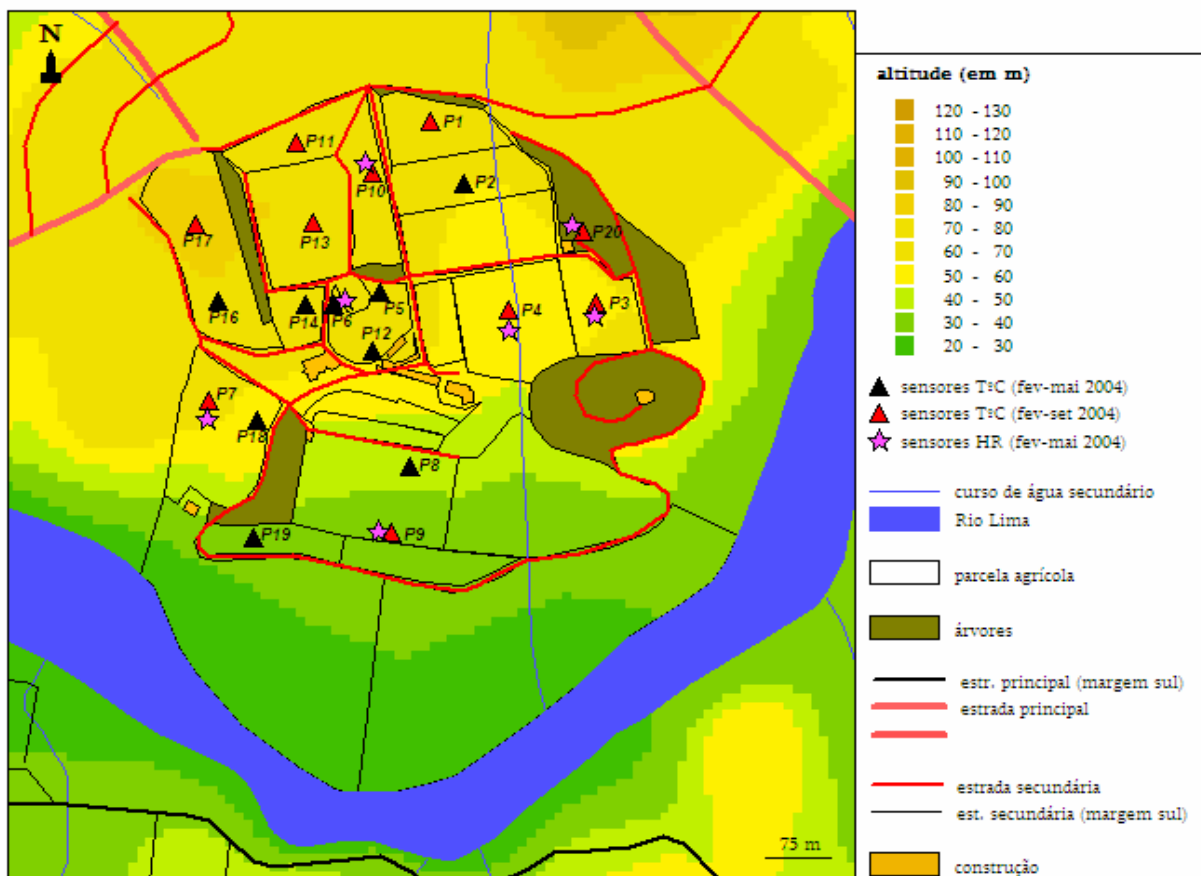 N
P1
P11
P2
P10
P17
P13
P20
P16
P14
P6
P5
P4
P3
P12
P7
P18
P8
P19
P9
75 m
altitude (em m)
120 - 130
110 - 120
100 - 110
90 - 100
80 - 90
70 - 80
60 - 70
50 - 60
40 - 50
30 - 40
20 - 30
sensores TºC (fev-mai 2004)
sensores TºC (fev-set 2004)
sensores HR (fev-mai 2004)
curso de água secundário
Rio Lima
parcela agrícola
árvores
estr. principal (margem sul)
estrada principal
estrada secundária
est. secundária (margem sul)
construção